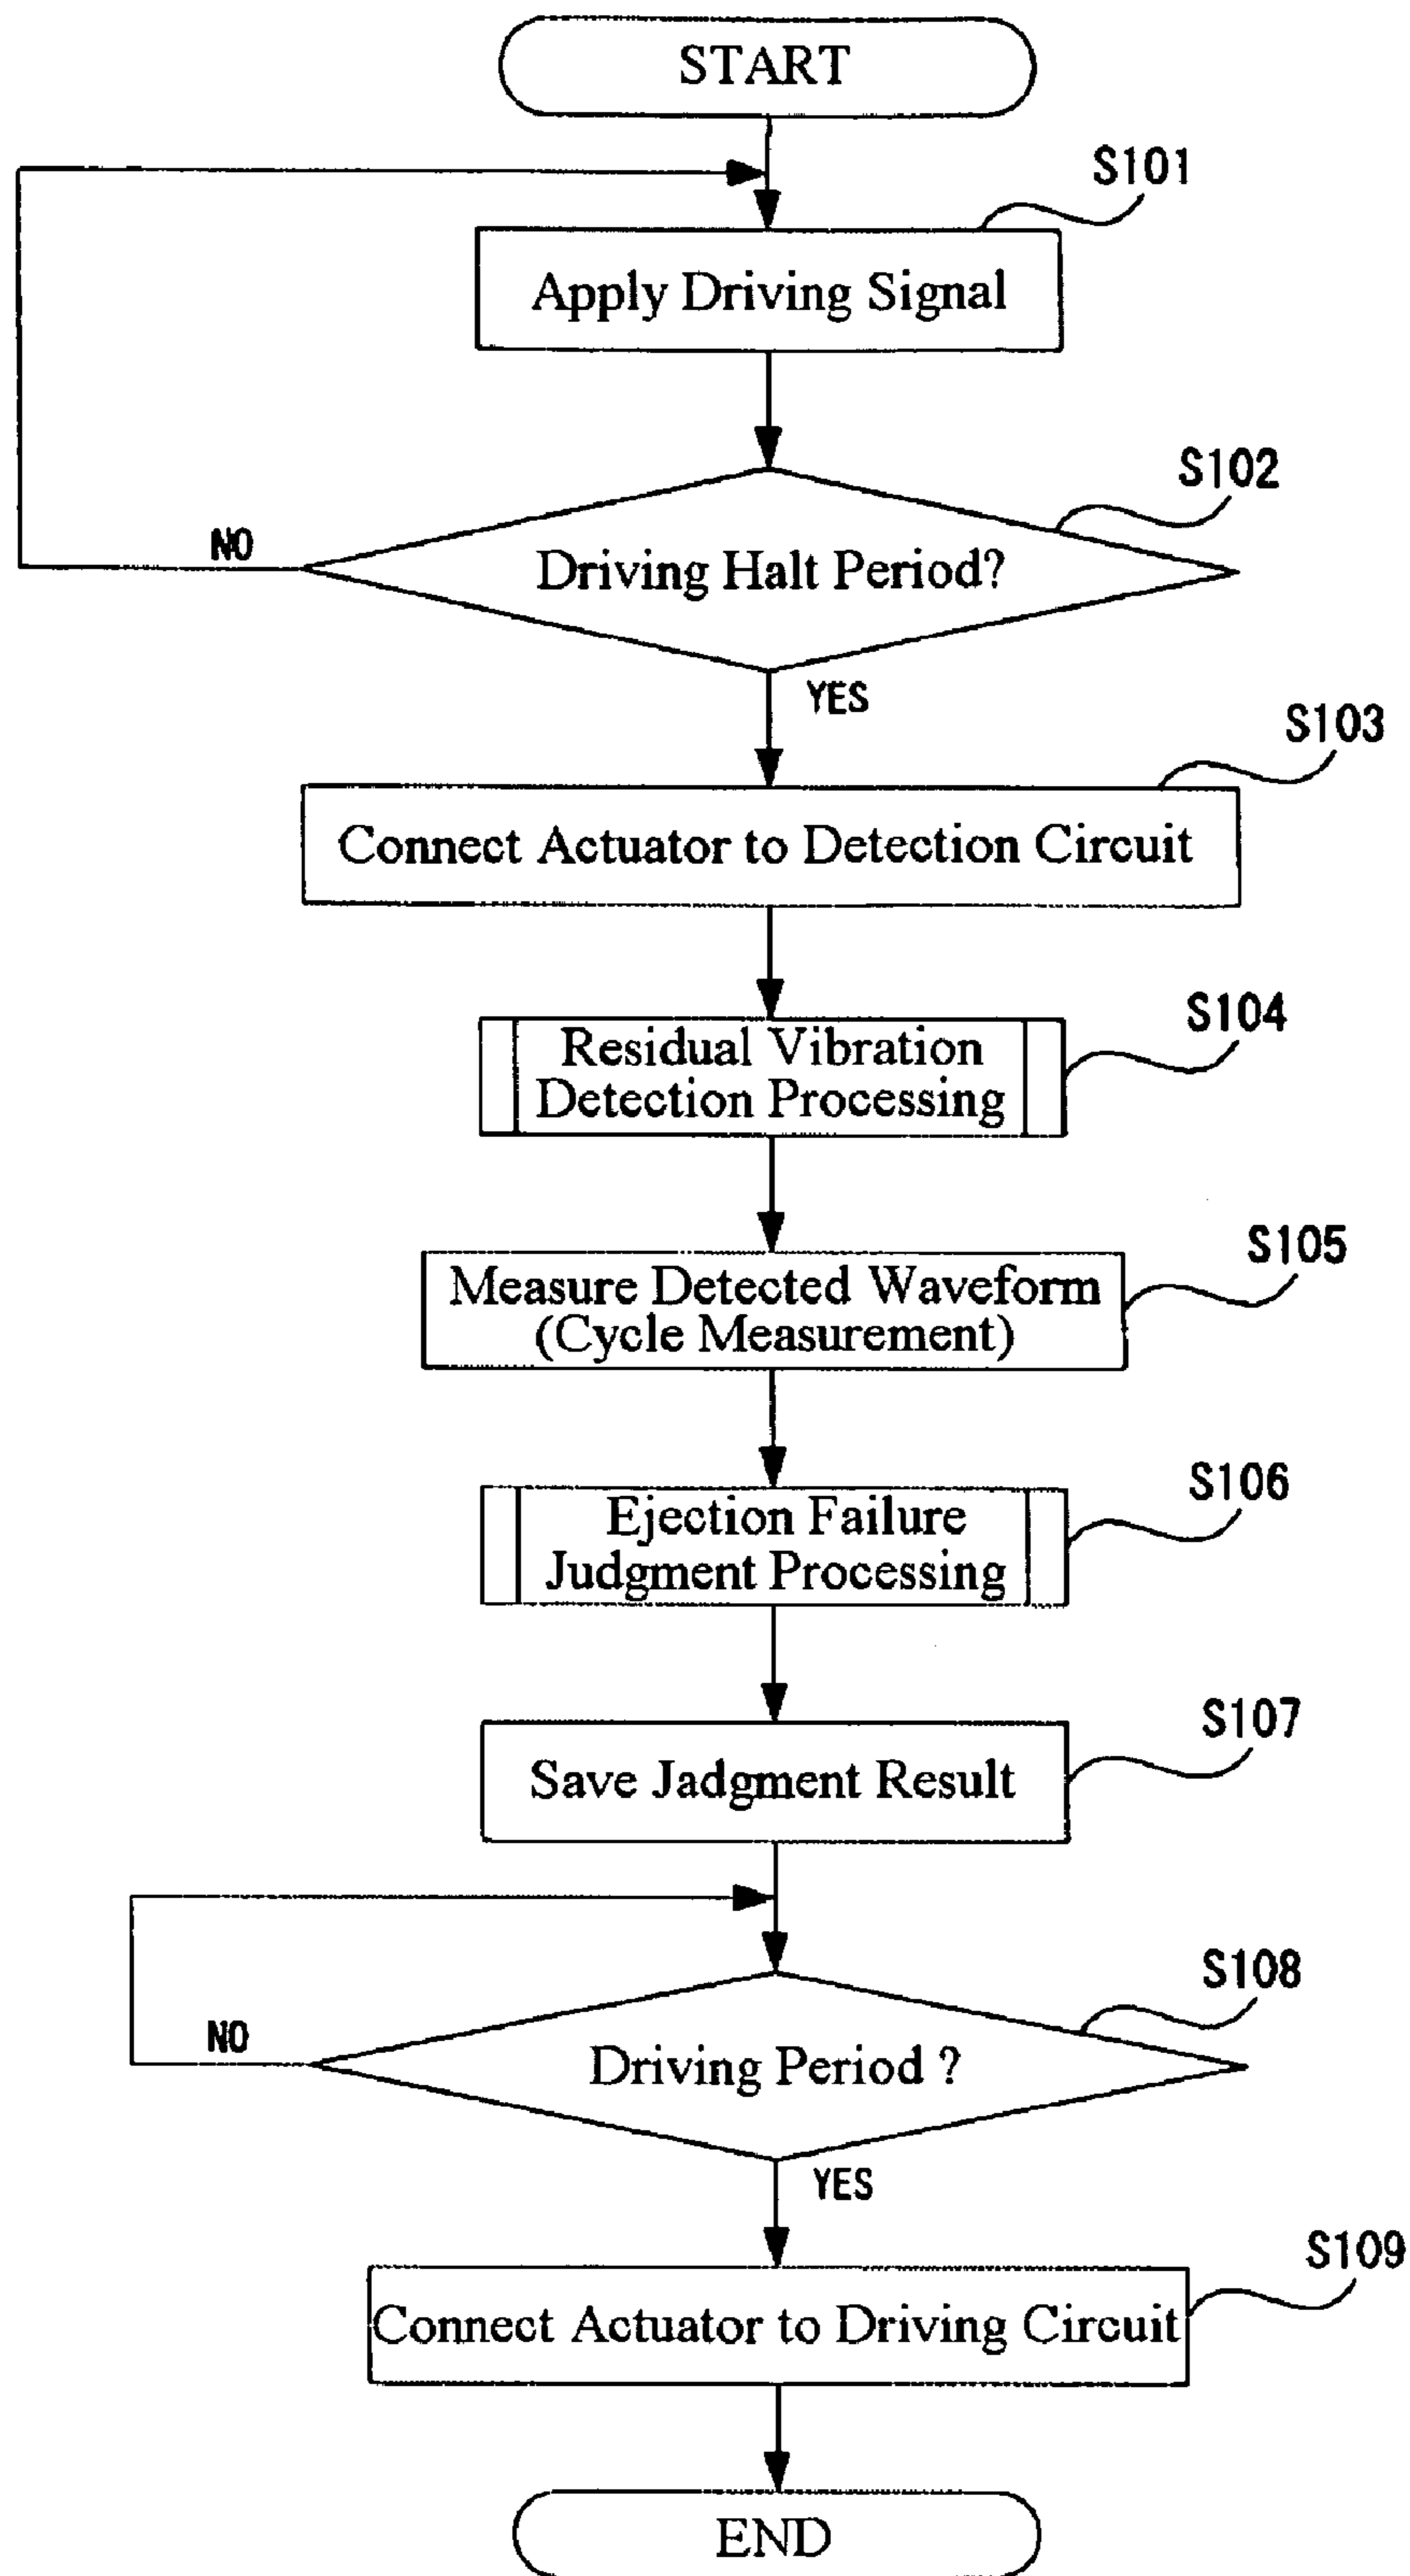 START
S101
Apply Driving Signal
S102
NO
Driving Halt Period?
YES
S103
Connect Actuator to Detection Circuit
S104
Residual Vibration
Detection Processing
S105
Measure Detected Waveform
(Cycle Measurement)
S106
Ejection Failure
Judgment Processing
S107
Save Jadgment Result
S108
NO
Driving Period ?
YES
S109
Connect Actuator to Driving Circuit
END